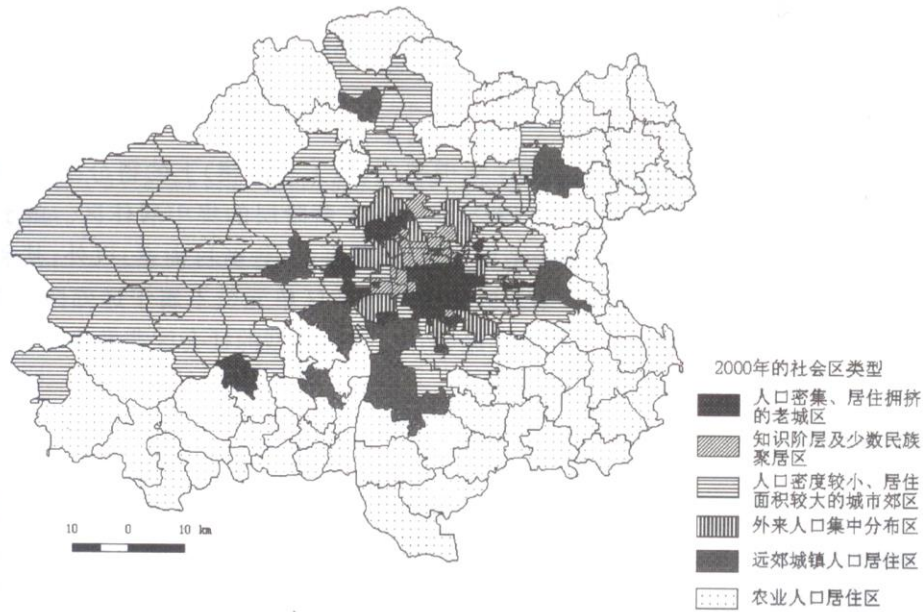 2000年的社会区类型
人口密集、居住拥挤
的老城区
知识阶层及少数民族
聚居区
人口密度较小、居住
面积较大的城市郊区
外来人口集中分布区
远郊城镇人口居住区
农业人口居住区
10 0 10 km